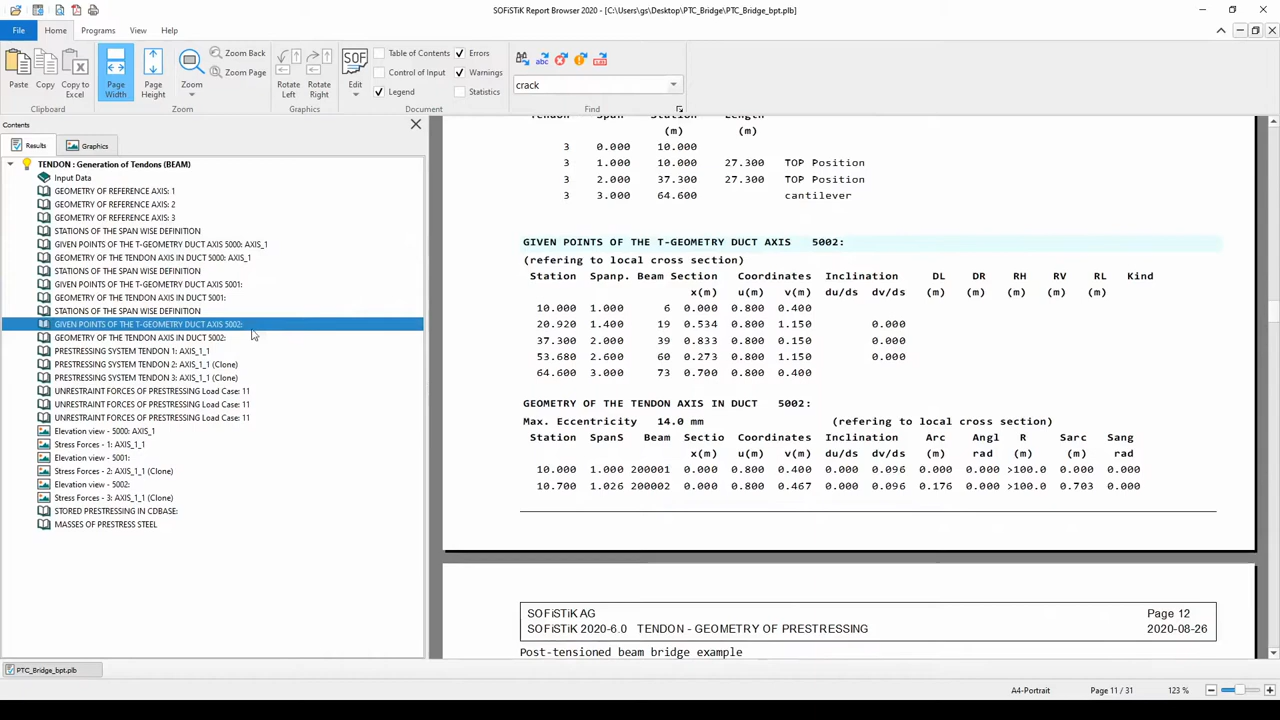 SOFiSTiK Report Browser 2020 - [C:\Users\gs\Desktop\PTC_Bridge\PTC_Bridge_bpt.plb]
File Home Programs View Help
Paste Copy Copy to Excel
Clipboard
Page Width Page Height Zoom Zoom Back Zoom Page
Zoom
Rotate Left Rotate Right
Graphics
SOF Edit
Table of Contents Errors
Control of Input Warnings
Legend Statistics
Document
abc
crack
Find
Contents
Results Graphics
TENDON : Generation of Tendons (BEAM)
Input Data
GEOMETRY OF REFERENCE AXIS: 1
GEOMETRY OF REFERENCE AXIS: 2
GEOMETRY OF REFERENCE AXIS: 3
STATIONS OF THE SPAN WISE DEFINITION
GIVEN POINTS OF THE T-GEOMETRY DUCT AXIS 5000: AXIS_1
GEOMETRY OF THE TENDON AXIS IN DUCT 5000: AXIS_1
STATIONS OF THE SPAN WISE DEFINITION
GIVEN POINTS OF THE T-GEOMETRY DUCT AXIS 5001:
GEOMETRY OF THE TENDON AXIS IN DUCT 5001:
STATIONS OF THE SPAN WISE DEFINITION
GIVEN POINTS OF THE T-GEOMETRY DUCT AXIS 5002:
GEOMETRY OF THE TENDON AXIS IN DUCT 5002:
PRESTRESSING SYSTEM TENDON 1: AXIS_1_1
PRESTRESSING SYSTEM TENDON 2: AXIS_1_1 (Clone)
PRESTRESSING SYSTEM TENDON 3: AXIS_1_1 (Clone)
UNRESTRAINT FORCES OF PRESTRESSING Load Case: 11
UNRESTRAINT FORCES OF PRESTRESSING Load Case: 11
UNRESTRAINT FORCES OF PRESTRESSING Load Case: 11
Elevation view - 5000: AXIS_1
Stress Forces - 1: AXIS_1_1
Elevation view - 5001:
Stress Forces - 2: AXIS_1_1 (Clone)
Elevation view - 5002:
Stress Forces - 3: AXIS_1_1 (Clone)
STORED PRESTRESSING IN CDBASE:
MASSES OF PRESTRESS STEEL
Tendon Span Station Length
(m) (m)
3 0.000 10.000
3 1.000 10.000 27.300 TOP Position
3 2.000 37.300 27.300 TOP Position
3 3.000 64.600 cantilever
GIVEN POINTS OF THE T-GEOMETRY DUCT AXIS 5002:
(refering to local cross section)
Station Spanp. Beam Section Coordinates Inclination DL DR RH RV RL Kind
x(m) u(m) v(m) du/ds dv/ds (m) (m) (m) (m) (m)
10.000 1.000 6 0.000 0.800 0.400
20.920 1.400 19 0.534 0.800 1.150 0.000
37.300 2.000 39 0.833 0.800 0.150 0.000
53.680 2.600 60 0.273 0.800 1.150 0.000
64.600 3.000 73 0.700 0.800 0.400
GEOMETRY OF THE TENDON AXIS IN DUCT 5002:
Max. Eccentricity 14.0 mm (refering to local cross section)
Station SpanS Beam Sectio Coordinates Inclination Arc Angl R Sarc Sang
x(m) u(m) v(m) du/ds dv/ds (m) rad (m) (m) rad
10.000 1.000 200001 0.000 0.800 0.400 0.000 0.096 0.000 0.000 >100.0 0.000 0.000
10.700 1.026 200002 0.000 0.800 0.467 0.000 0.096 0.176 0.000 >100.0 0.703 0.000
SOFiSTiK AG Page 12
SOFiSTiK 2020-6.0 TENDON - GEOMETRY OF PRESTRESSING 2020-08-26
Post-tensioned beam bridge example
PTC_Bridge_bpt.plb
A4-Portrait Page 11 / 31 123 %